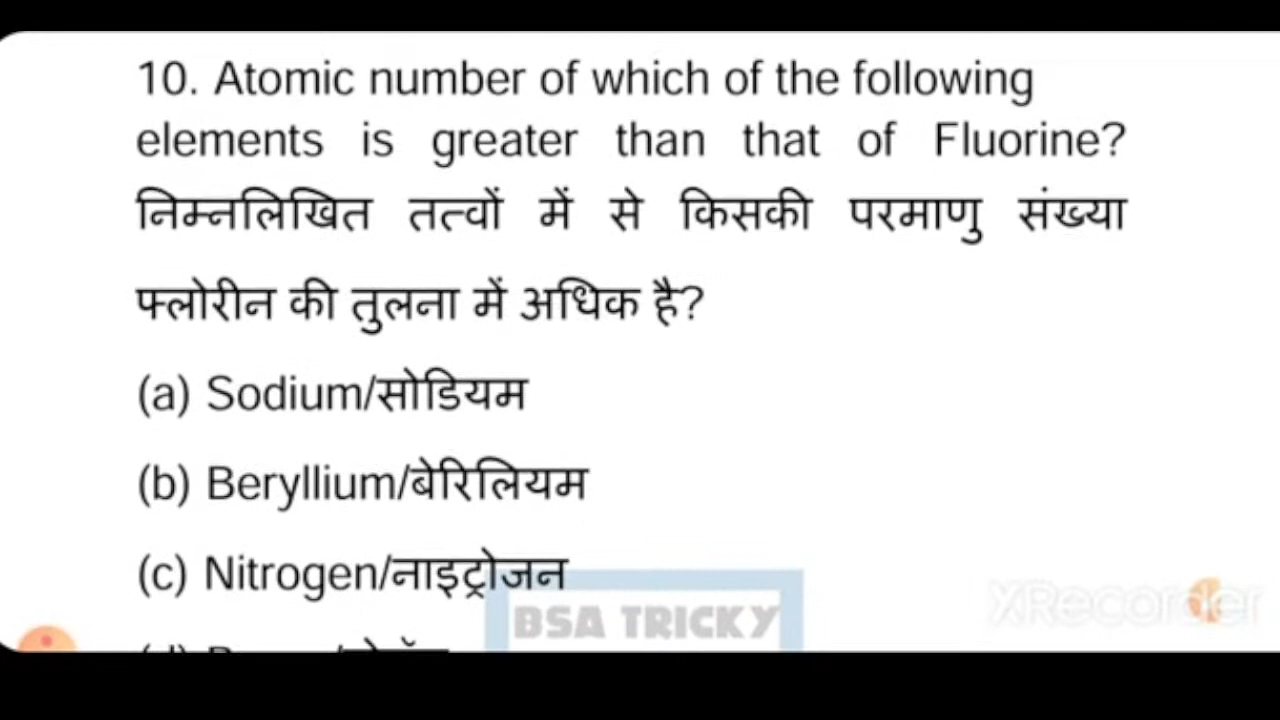 10. Atomic number of which of the following
elements is greater than that of Fluorine?
निम्नलिखित तत्वों में से किसकी परमाणु संख्या
फ्लोरीन की तुलना में अधिक है?
(a) Sodium/सोडियम
(b) Beryllium/बेरिलियम
(c) Nitrogen/नाइट्रोजन
BSA TRICKY
XRecorder